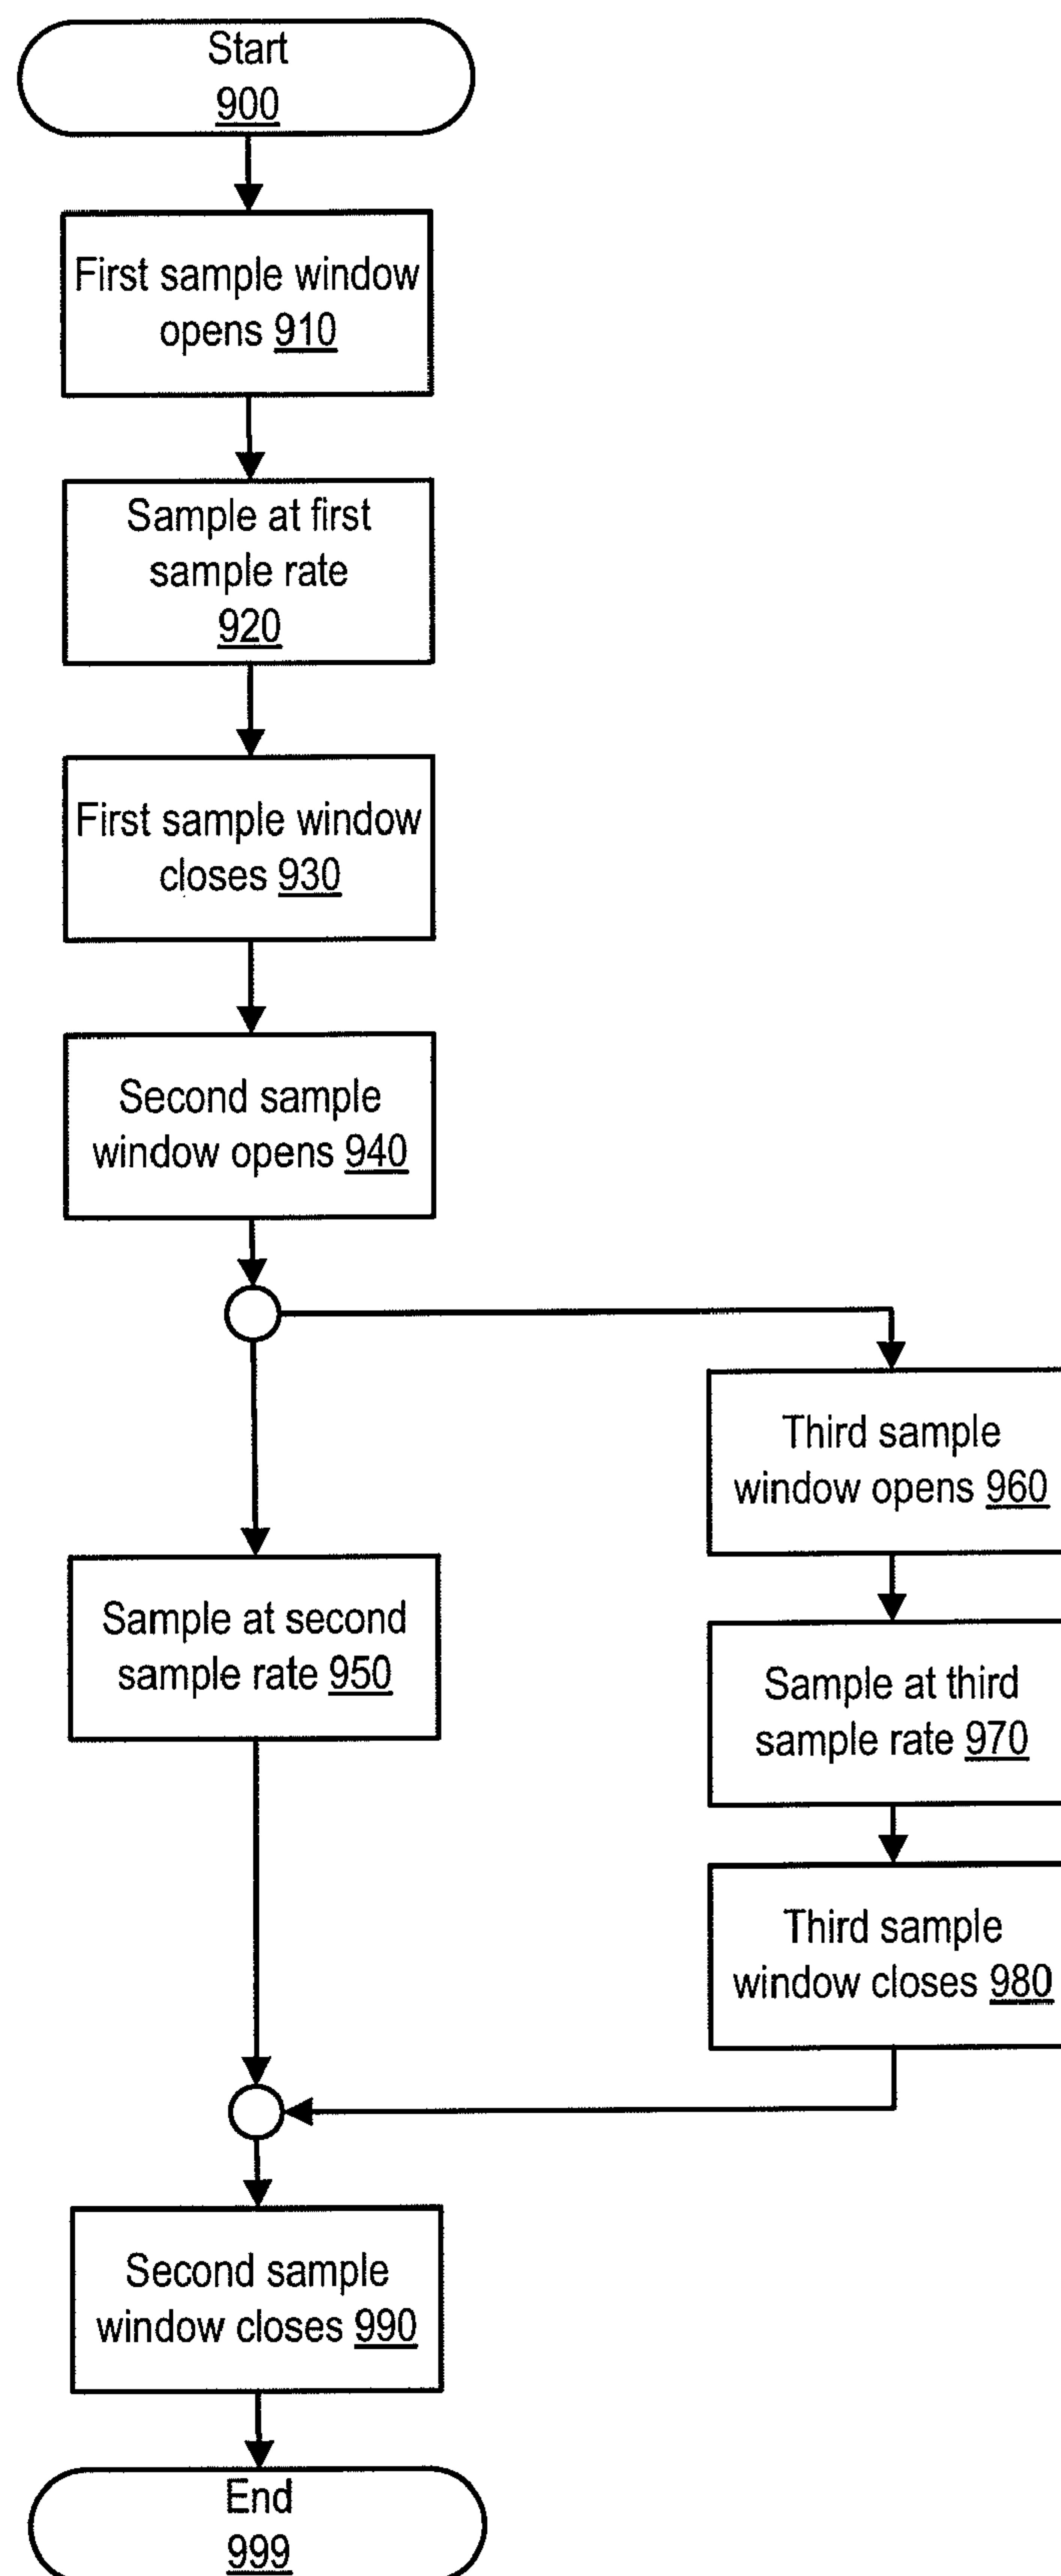 Start
900
First sample window
opens 910
Sample at first
sample rate
920
First sample window
closes 930
Second sample
window opens 940
Third sample
window opens 960
Sample at second
sample rate 950
Sample at third
sample rate 970
Third sample
window closes 980
Second sample
window closes 990
End
999